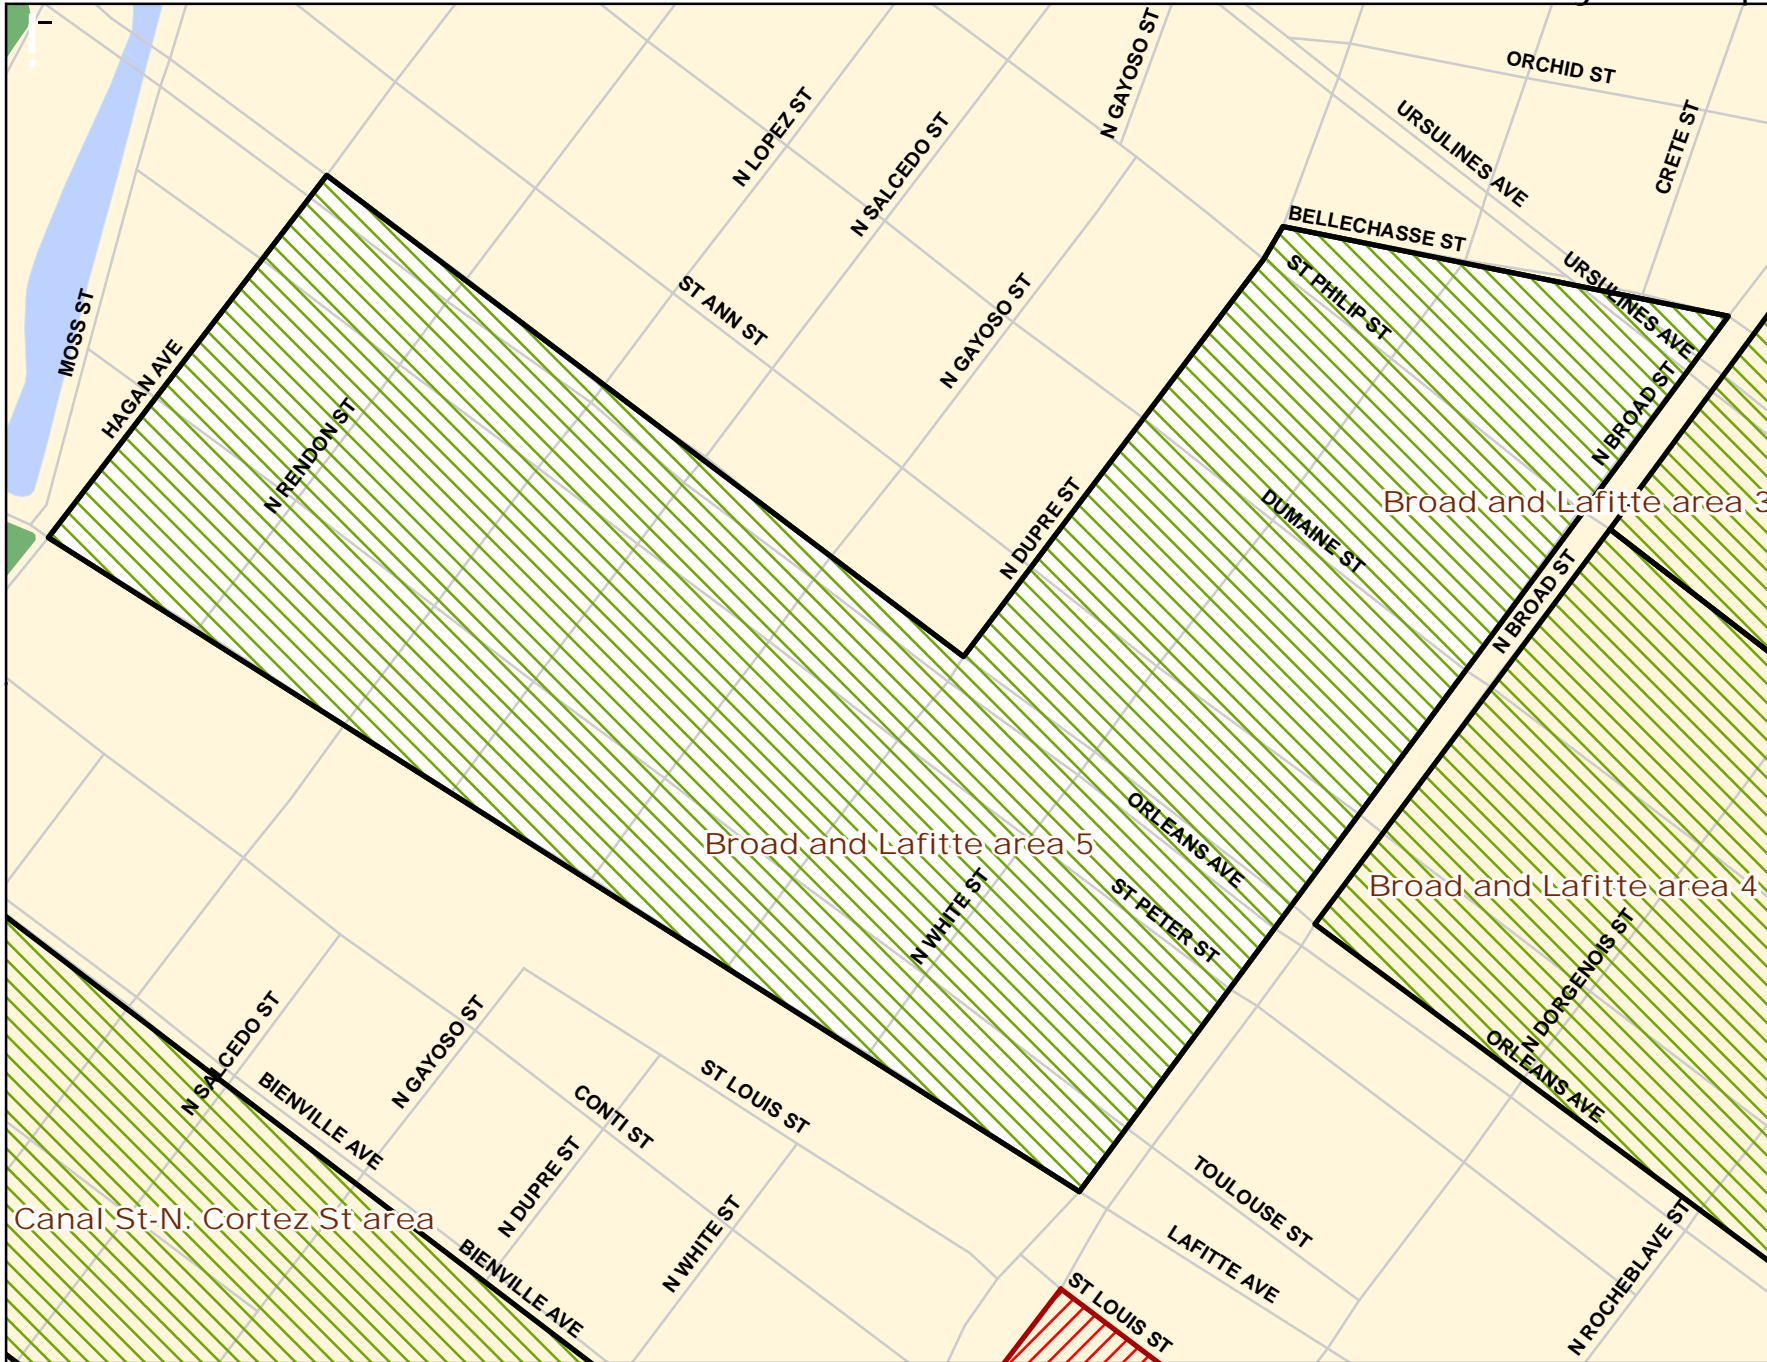 ORCHID ST
N GAYOSO ST
URSULINES AVE
CRETE ST
N LOPEZ ST
N SALCEDO ST
BELLECHASSE ST
ST PHILIP ST
URSULINES AVE
ST ANN ST
N GAYOSO ST
MOSS ST
HAGAN AVE
N RENDON ST
N BROAD ST
N DUPRE ST
DUMAINE ST
Broad and Lafitte area 3
N BROAD ST
ORLEANS AVE
Broad and Lafitte area 5
N WHITE ST
ST PETER ST
Broad and Lafitte area 4
N DORGENOIS ST
ORLEANS AVE
N SALCEDO ST
BIENVILLE AVE
N GAYOSO ST
ST LOUIS ST
CONTI ST
N DUPRE ST
N WHITE ST
Canal St-N. Cortez St area
BIENVILLE AVE
TOULOUSE ST
LAFITTE AVE
ST LOUIS ST
N ROCHEBLAVE ST